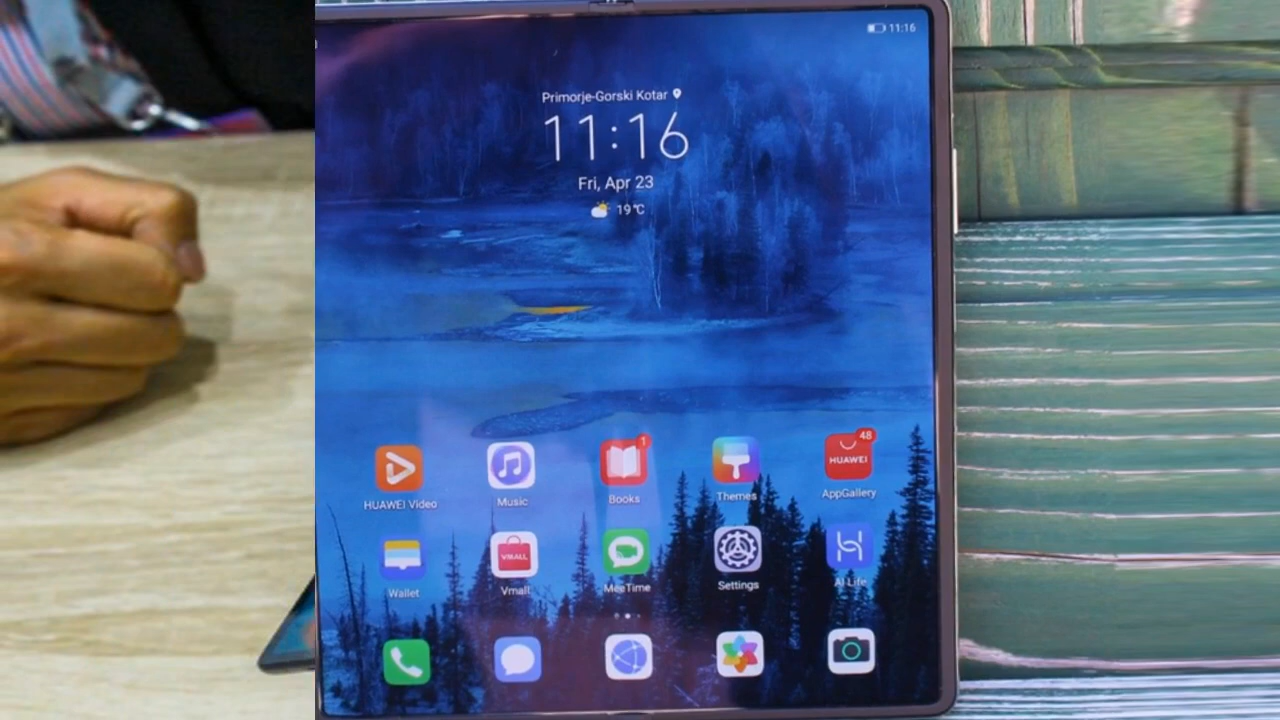 11:16
Primorje-Gorski Kotar
11:16
Fri, Apr 23
19°C
1
48
HUAWEI
HUAWEI Video
Music
Books
Themes
AppGallery
VMALL
Wallet
Vmall
MeeTime
Settings
AI Life